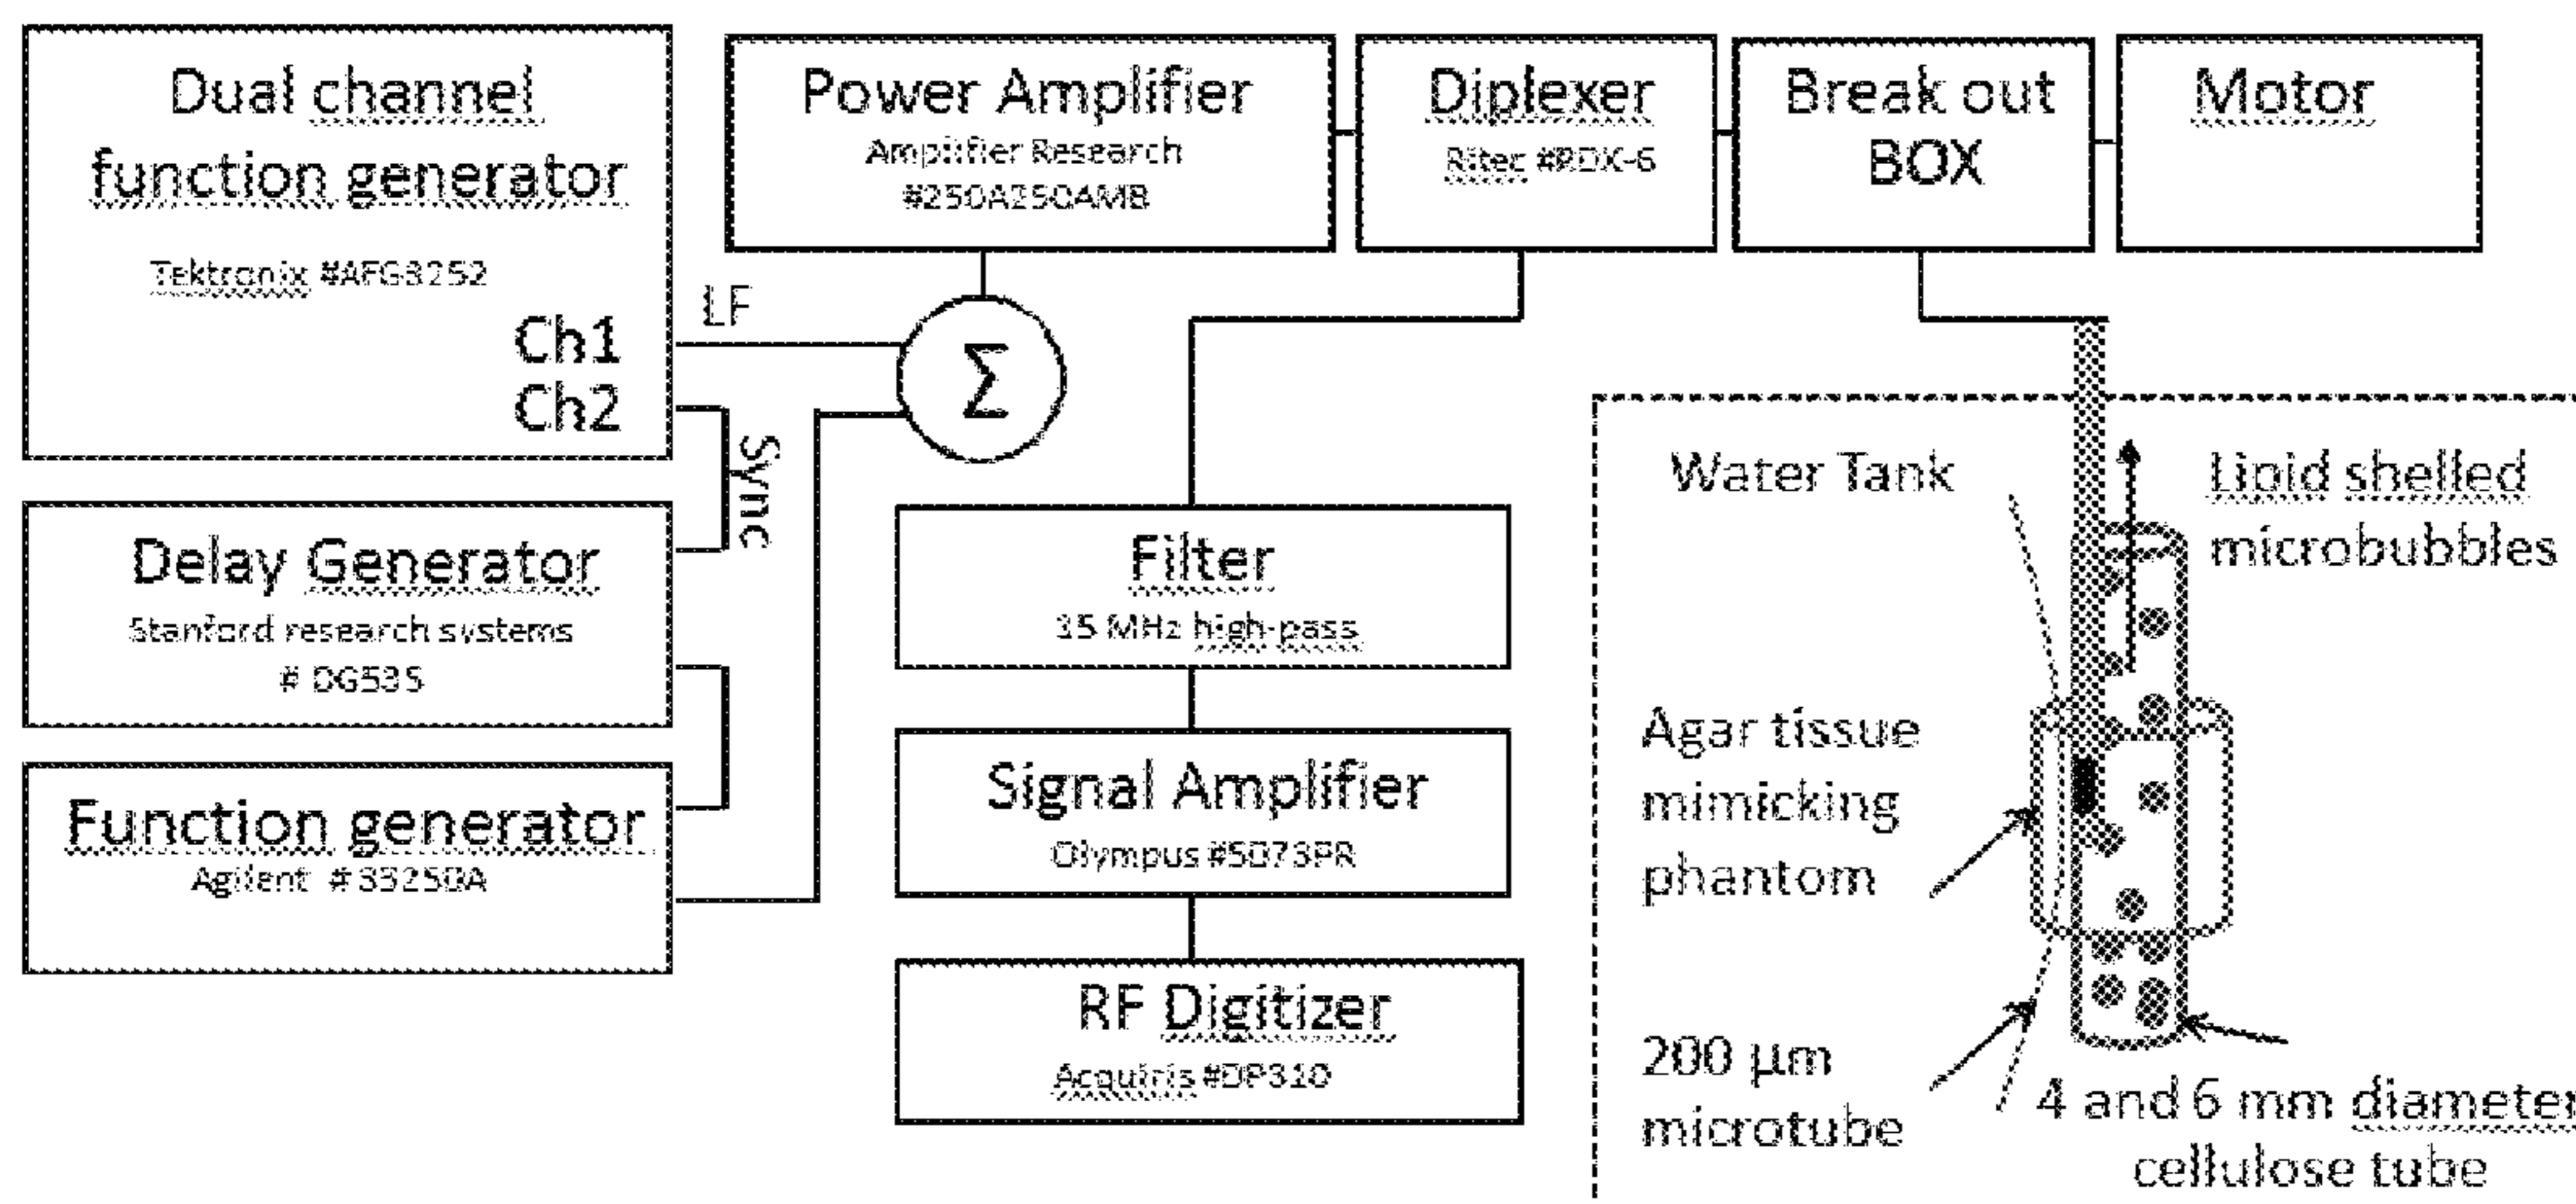 Dual channel
function generator
Tektronix #AFG3252
Ch1
Ch2
LF
Sync
Delay Generator
Stanford research systems
# DG535
Function generator
Agilent # 33250A
Power Amplifier
Amplifier Research
#250A250AMB
Diplexer
Ritec #RDX-6
Break out
BOX
Motor
Σ
Filter
15 MHz high-pass
Signal Amplifier
Olympus #5073PR
RF Digitizer
Acquiris #DP310
Water Tank
Lipid shelled
microbubbles
Agar tissue
mimicking
phantom
200 µm
microtube
4 and 6 mm diameter
cellulose tube